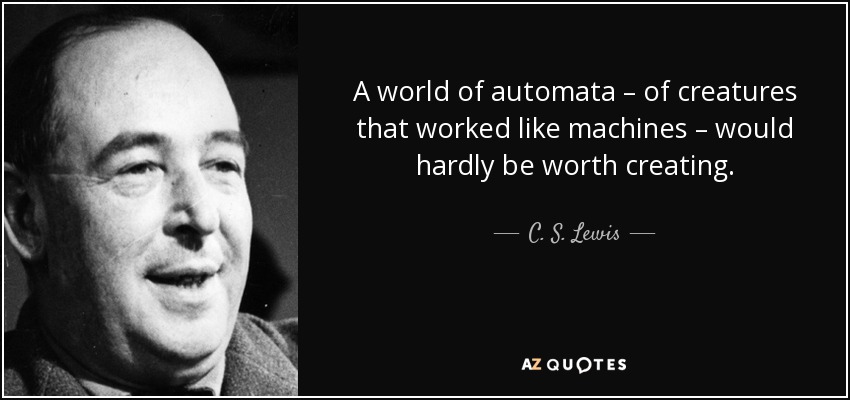 A world of automata – of creatures
that worked like machines – would
hardly be worth creating.
C. S. Lewis
AZ QUOTES